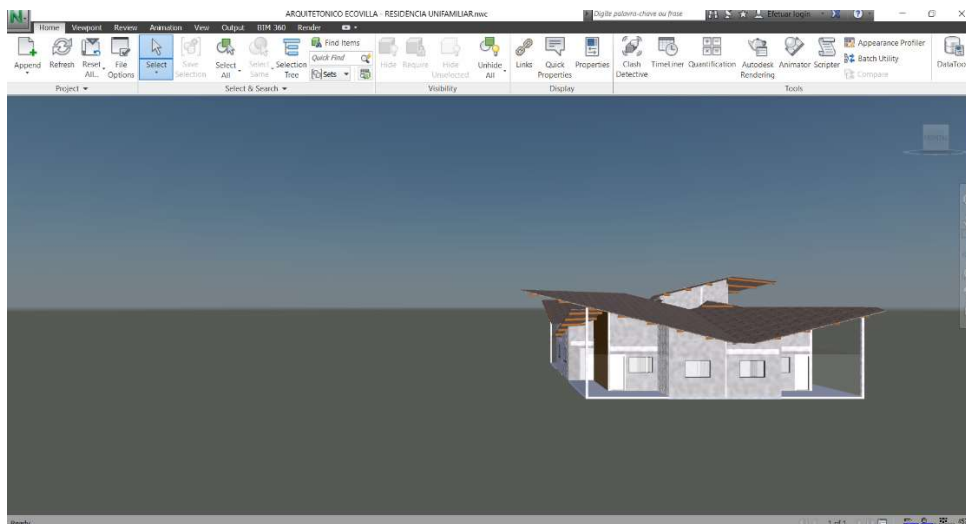 ARQUITETONICO ECOVILLA - RESIDENCIA UNIFAMILIAR.nwc
Digite palavra-chave ou frase
Efetuar login
Home Viewpoint Review Animation View Output BIM 360 Render
Append
Refresh
Reset All...
File Options
Select
Save Selection
Select All
Select Same
Selection Tree
Find Items
Quick Find
Sets
Hide
Require
Hide Unselected
Unhide All
Links
Quick Properties
Properties
Clash Detective
TimeLiner
Quantification
Autodesk Rendering
Animator
Scripter
Appearance Profiler
Batch Utility
Compare
DataToo
Project
Select & Search
Visibility
Display
Tools
Ready
1 of 1